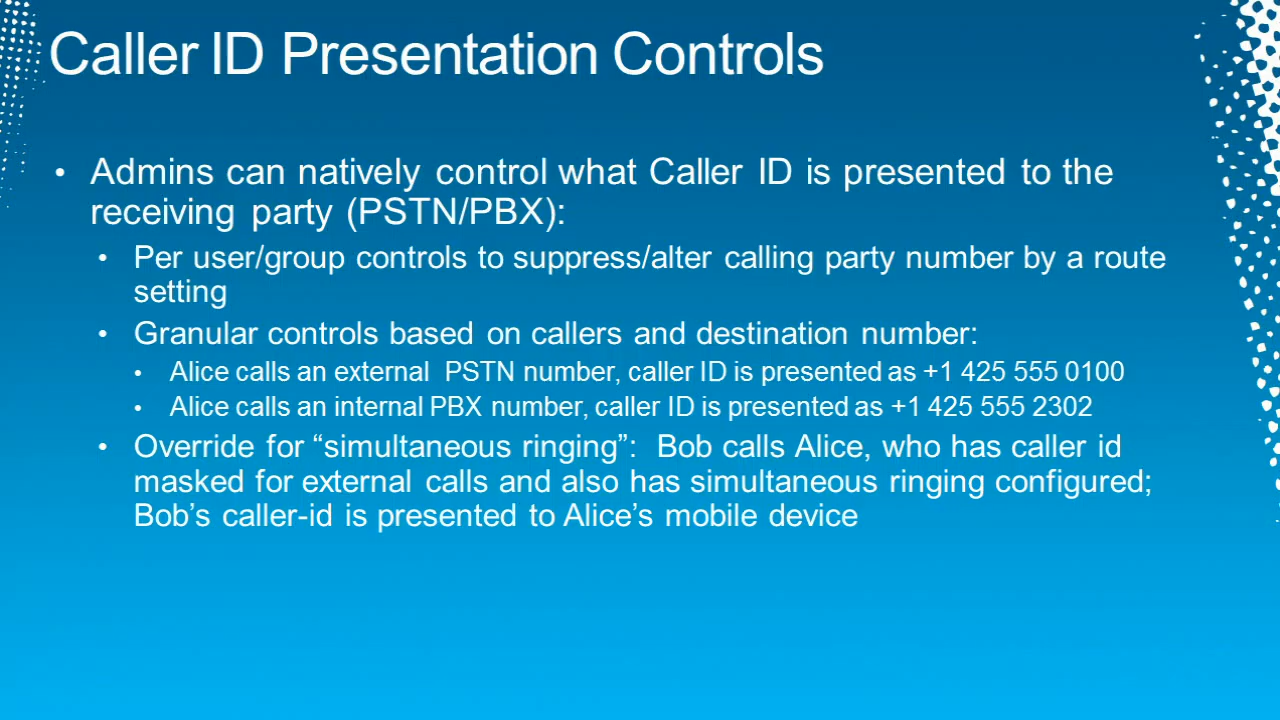 Caller ID Presentation Controls
• Admins can natively control what Caller ID is presented to the
receiving party (PSTN/PBX):
• Per user/group controls to suppress/alter calling party number by a route
setting
• Granular controls based on callers and destination number:
• Alice calls an external  PSTN number, caller ID is presented as +1 425 555 0100
• Alice calls an internal PBX number, caller ID is presented as +1 425 555 2302
• Override for “simultaneous ringing”:  Bob calls Alice, who has caller id
masked for external calls and also has simultaneous ringing configured;
Bob’s caller-id is presented to Alice’s mobile device